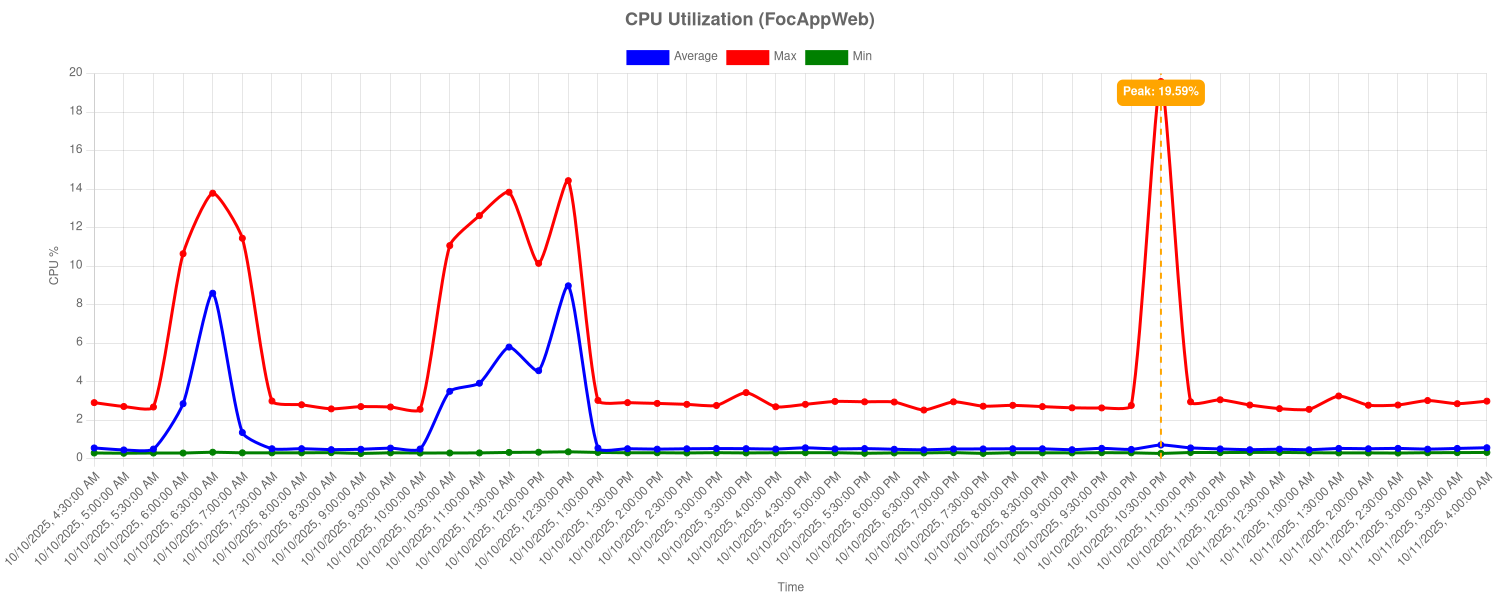 CPU Utilization (FocAppWeb)
Average Max Min
20
18
16
14
12
10
8
6
4
2
0
CPU %
Peak: 19.59%
10/10/2025, 4:30:00 AM
10/10/2025, 5:00:00 AM
10/10/2025, 5:30:00 AM
10/10/2025, 6:00:00 AM
10/10/2025, 6:30:00 AM
10/10/2025, 7:00:00 AM
10/10/2025, 7:30:00 AM
10/10/2025, 8:00:00 AM
10/10/2025, 8:30:00 AM
10/10/2025, 9:00:00 AM
10/10/2025, 9:30:00 AM
10/10/2025, 10:00:00 AM
10/10/2025, 10:30:00 AM
10/10/2025, 11:00:00 AM
10/10/2025, 11:30:00 AM
10/10/2025, 12:00:00 PM
10/10/2025, 12:30:00 PM
10/10/2025, 1:00:00 PM
10/10/2025, 1:30:00 PM
10/10/2025, 2:00:00 PM
10/10/2025, 2:30:00 PM
10/10/2025, 3:00:00 PM
10/10/2025, 3:30:00 PM
10/10/2025, 4:00:00 PM
10/10/2025, 4:30:00 PM
10/10/2025, 5:00:00 PM
10/10/2025, 5:30:00 PM
10/10/2025, 6:00:00 PM
10/10/2025, 6:30:00 PM
10/10/2025, 7:00:00 PM
10/10/2025, 7:30:00 PM
10/10/2025, 8:00:00 PM
10/10/2025, 8:30:00 PM
10/10/2025, 9:00:00 PM
10/10/2025, 9:30:00 PM
10/10/2025, 10:00:00 PM
10/10/2025, 10:30:00 PM
10/10/2025, 11:00:00 PM
10/10/2025, 11:30:00 PM
10/11/2025, 12:00:00 AM
10/11/2025, 12:30:00 AM
10/11/2025, 1:00:00 AM
10/11/2025, 1:30:00 AM
10/11/2025, 2:00:00 AM
10/11/2025, 2:30:00 AM
10/11/2025, 3:00:00 AM
10/11/2025, 3:30:00 AM
10/11/2025, 4:00:00 AM
Time